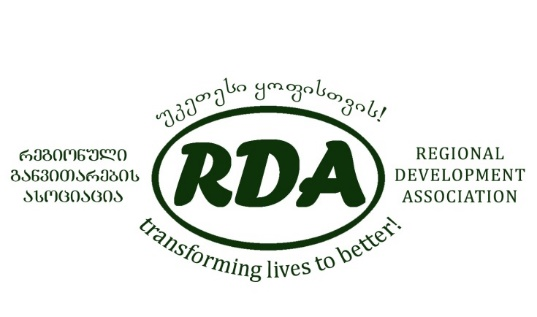 უკეთესი ყოფისთვის!
რეგიონული
განვითარების
ასოციაცია
RDA
REGIONAL
DEVELOPMENT
ASSOCIATION
transforming lives to better!